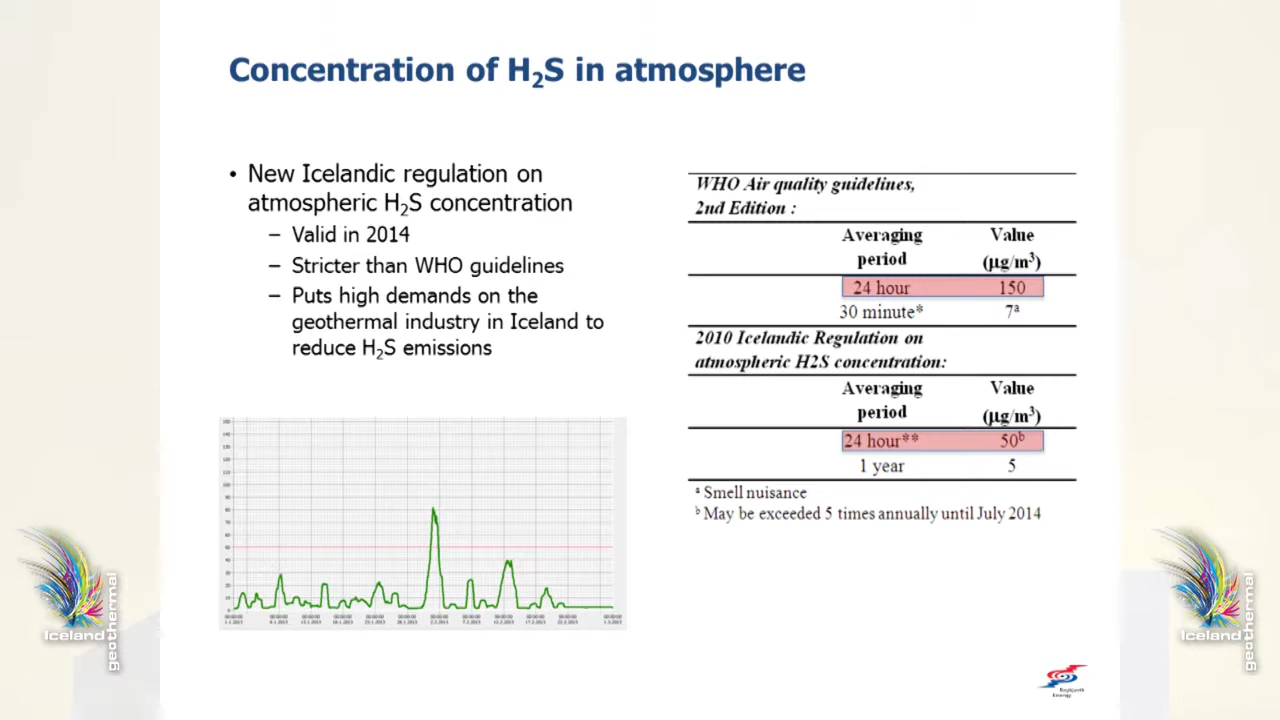 Concentration of H₂S in atmosphere
• New Icelandic regulation on
atmospheric H₂S concentration
– Valid in 2014
– Stricter than WHO guidelines
– Puts high demands on the
geothermal industry in Iceland to
reduce H₂S emissions
WHO Air quality guidelines,
2nd Edition :
Averaging Value
period (µg/m³)
24 hour 150
30 minute* 7ᵃ
2010 Icelandic Regulation on
atmospheric H2S concentration:
Averaging Value
period (µg/m³)
24 hour** 50ᵇ
1 year 5
ᵃ Smell nuisance
ᵇ May be exceeded 5 times annually until July 2014
Iceland
geothermal
Iceland
geothermal
Reykjavík
Energy